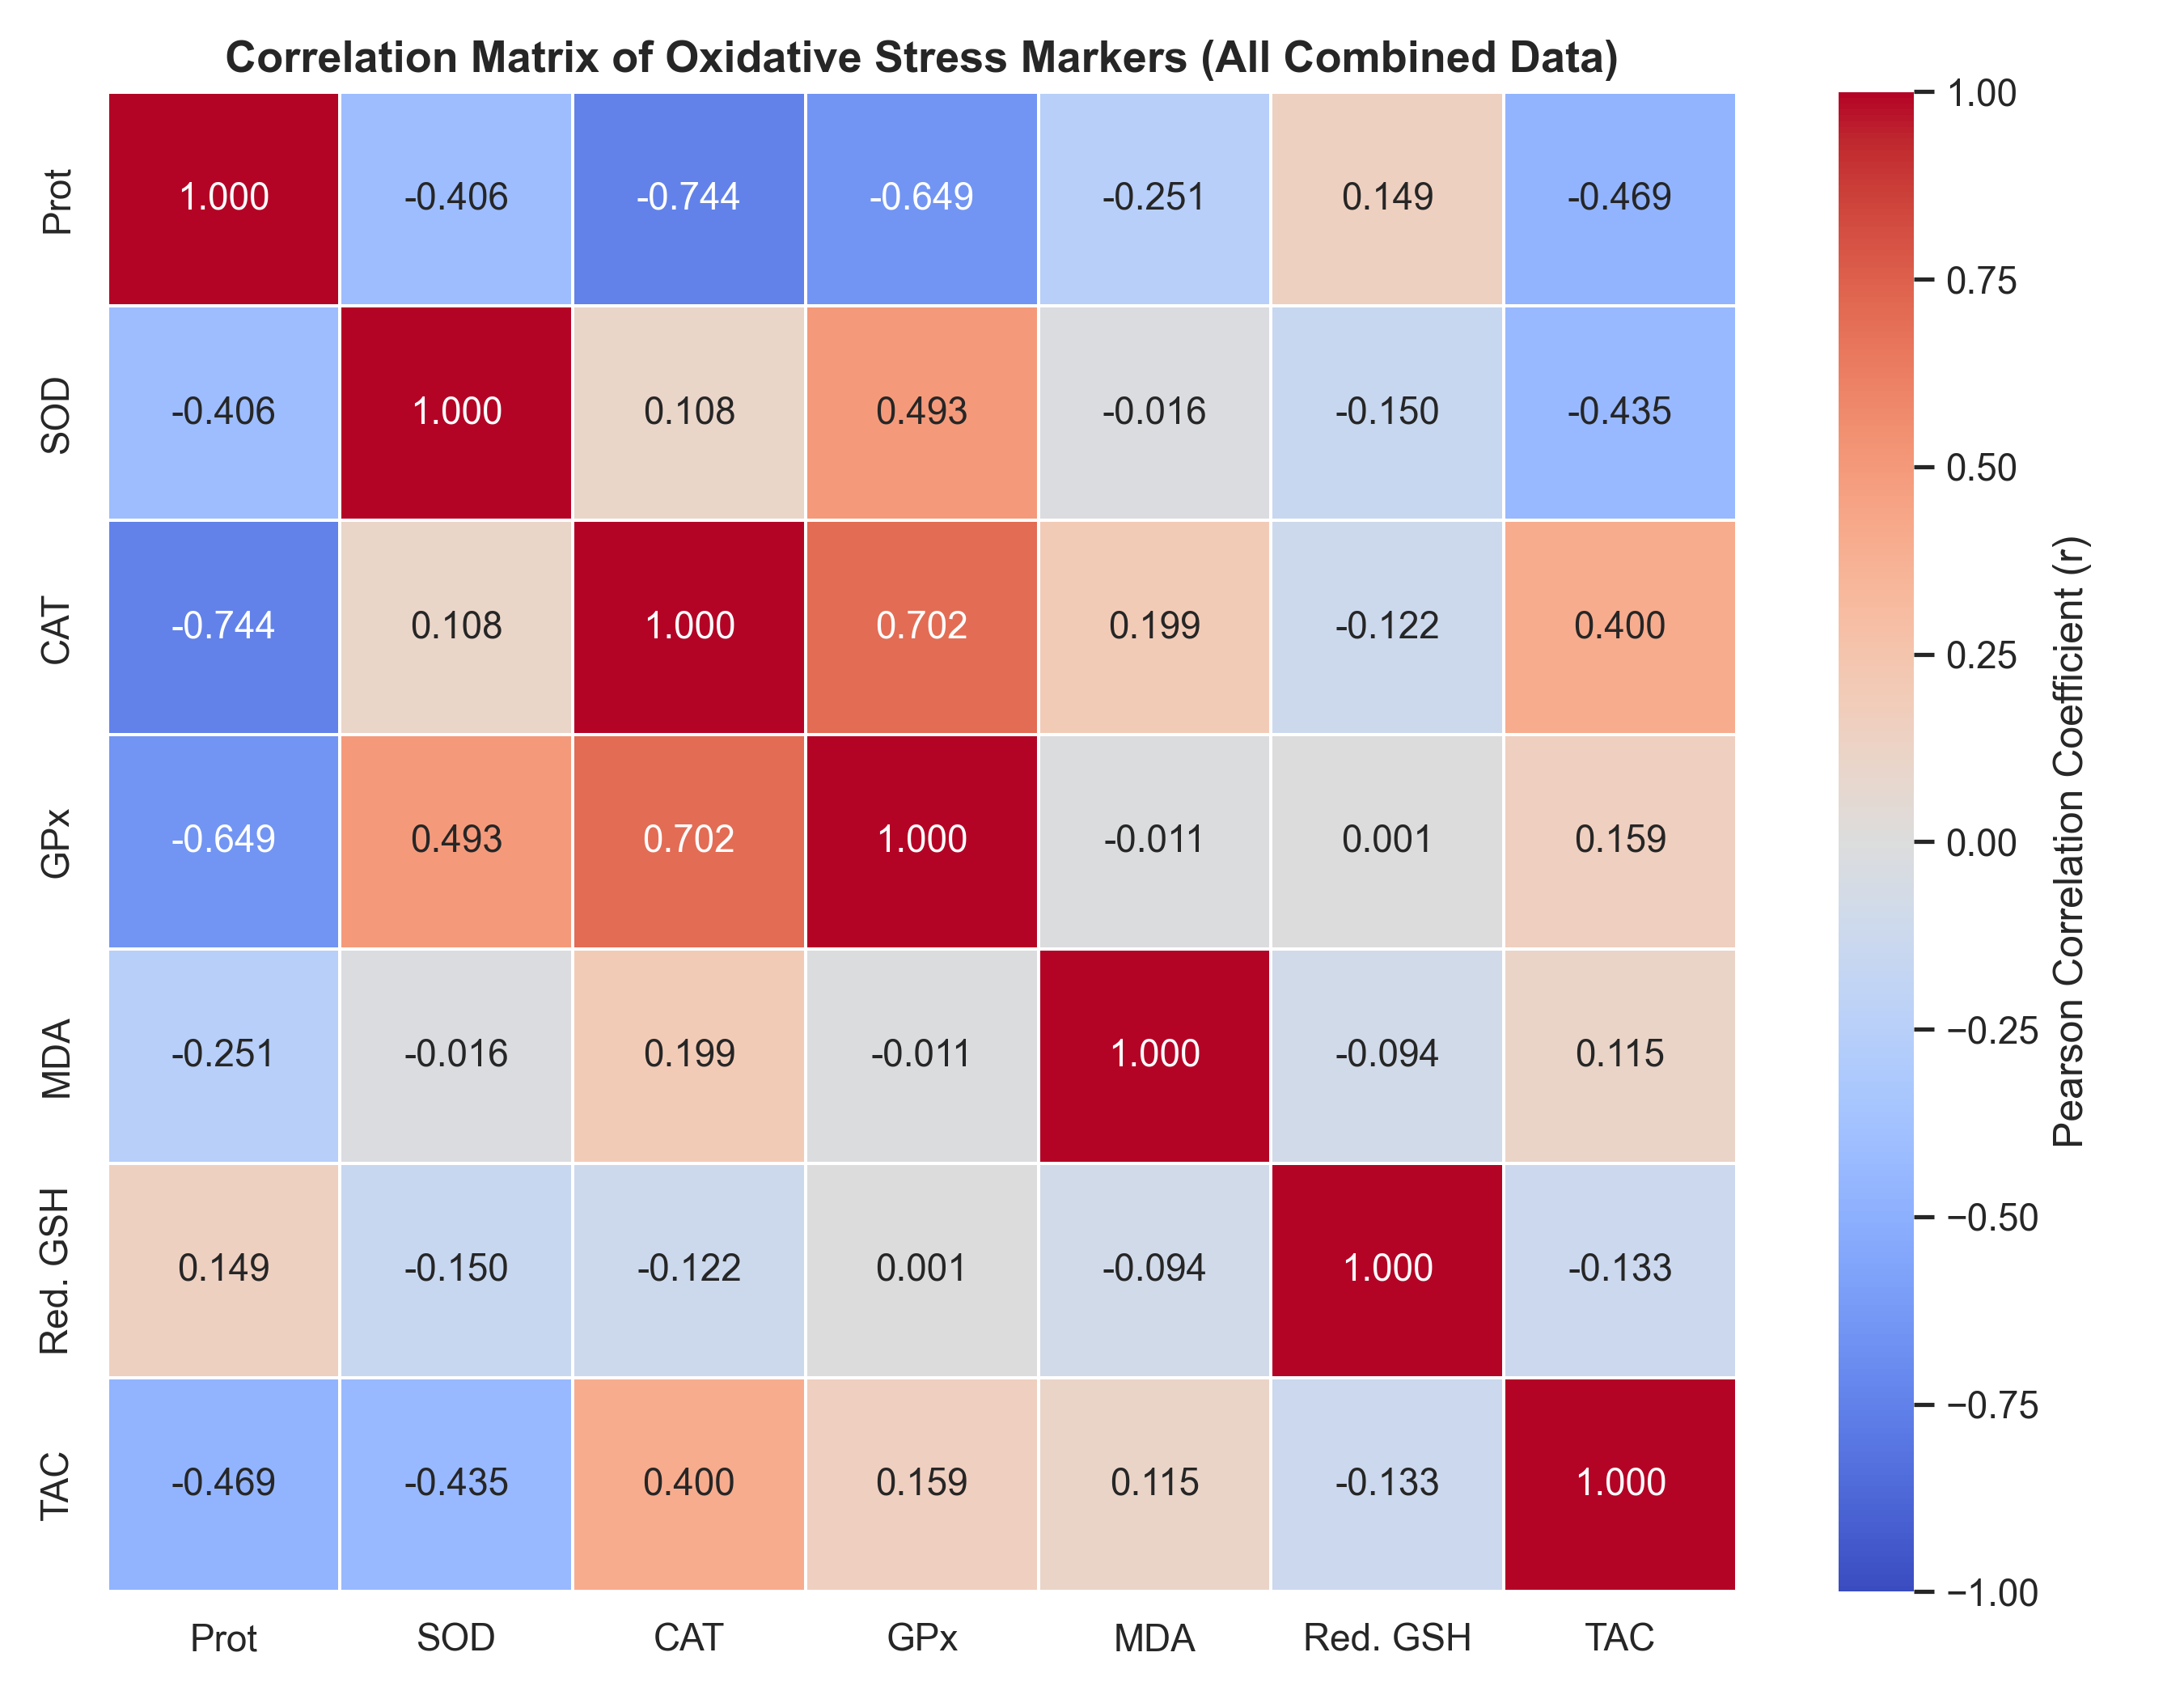 Correlation Matrix of Oxidative Stress Markers (All Combined Data)
Prot 1.000 -0.406 -0.744 -0.649 -0.251 0.149 -0.469
SOD -0.406 1.000 0.108 0.493 -0.016 -0.150 -0.435
CAT -0.744 0.108 1.000 0.702 0.199 -0.122 0.400
GPx -0.649 0.493 0.702 1.000 -0.011 0.001 0.159
MDA -0.251 -0.016 0.199 -0.011 1.000 -0.094 0.115
Red. GSH 0.149 -0.150 -0.122 0.001 -0.094 1.000 -0.133
TAC -0.469 -0.435 0.400 0.159 0.115 -0.133 1.000
Prot SOD CAT GPx MDA Red. GSH TAC
1.00
0.75
0.50
0.25
0.00
−0.25
−0.50
−0.75
−1.00
Pearson Correlation Coefficient (r)